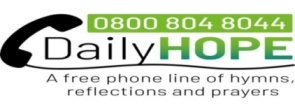 0800 804 8044
DailyHOPE
A free phone line of hymns,
reflections and prayers